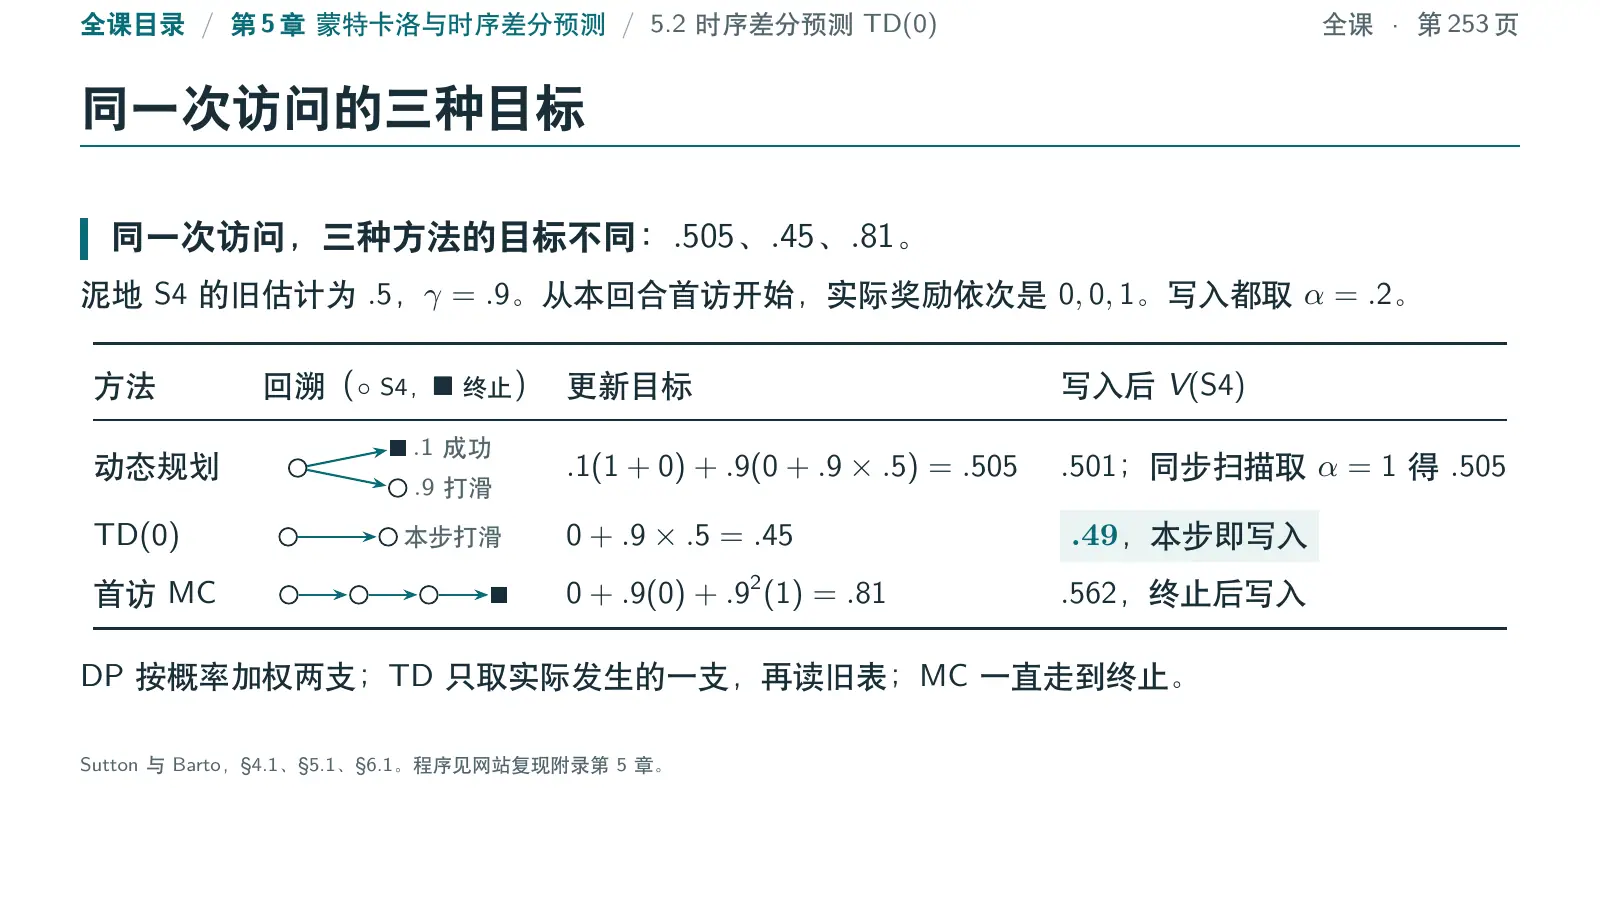 全课目录 / 第 5 章 蒙特卡洛与时序差分预测 / 5.2 时序差分预测 TD(0)
全课 · 第 253 页
同一次访问的三种目标
同一次访问，三种方法的目标不同：.505、.45、.81。
泥地 S4 的旧估计为 .5，γ = .9。从本回合首访开始，实际奖励依次是 0, 0, 1。写入都取 α = .2。
方法 回溯（○ S4，■ 终止） 更新目标 写入后 V(S4)
动态规划 .1 成功 .9 打滑 .1(1 + 0) + .9(0 + .9 × .5) = .505 .501；同步扫描取 α = 1 得 .505
TD(0) 本步打滑 0 + .9 × .5 = .45 .49，本步即写入
首访 MC 0 + .9(0) + .9²(1) = .81 .562，终止后写入
DP 按概率加权两支；TD 只取实际发生的一支，再读旧表；MC 一直走到终止。
Sutton 与 Barto，§4.1、§5.1、§6.1。程序见网站复现附录第 5 章。